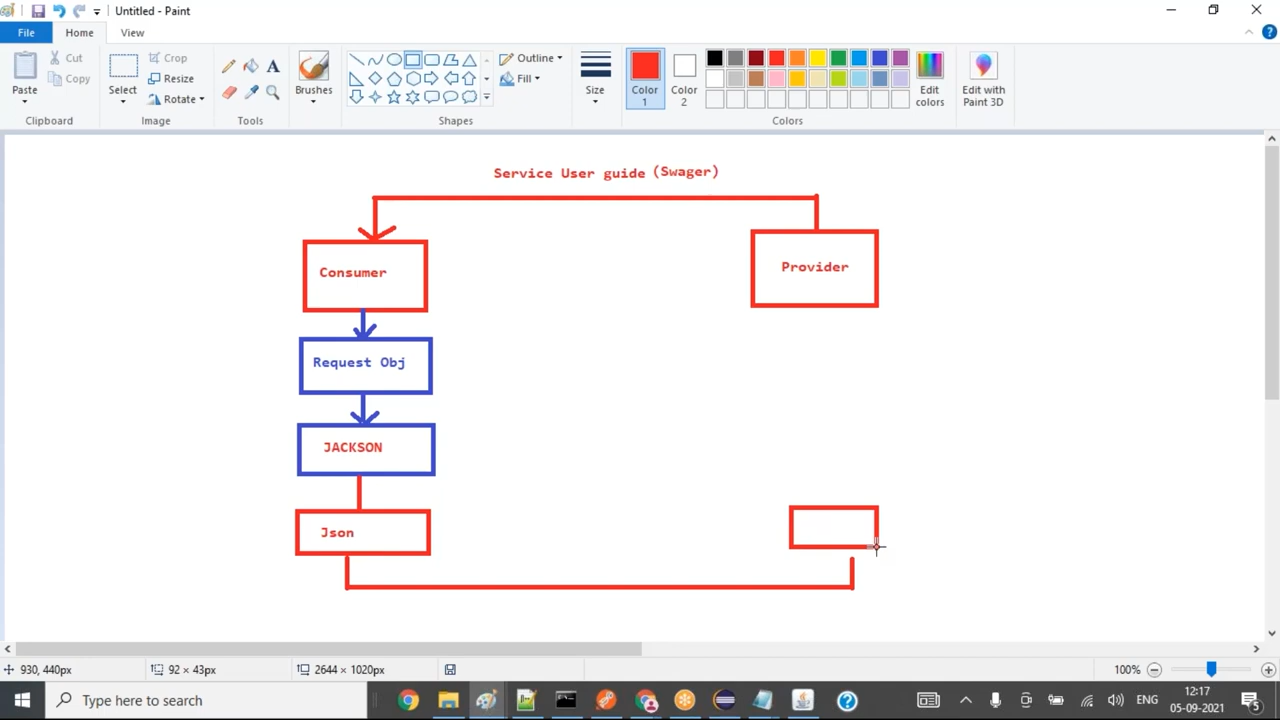 Untitled - Paint
File
Home
View
Paste
Cut
Copy
Clipboard
Select
Crop
Resize
Rotate
Image
A
Tools
Brushes
Shapes
Outline
Fill
Size
Color 1
Color 2
Edit colors
Colors
Edit with Paint 3D
Service User guide (Swager)
Consumer
Provider
Request Obj
JACKSON
Json
930, 440px
92 × 43px
2644 × 1020px
100%
Type here to search
ENG
12:17
05-09-2021
5